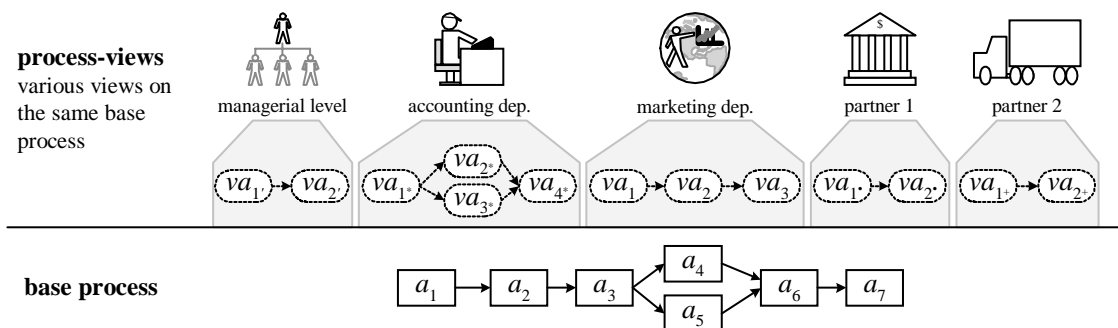 $
process-views
various views on
the same base
process
managerial level accounting dep. marketing dep. partner 1 partner 2
va2*
va1′ va2′ va1* va4* va1 va2 va3 va1• va2• va1+ va2+
va3*
a4
base process a1 a2 a3 a6 a7
a5